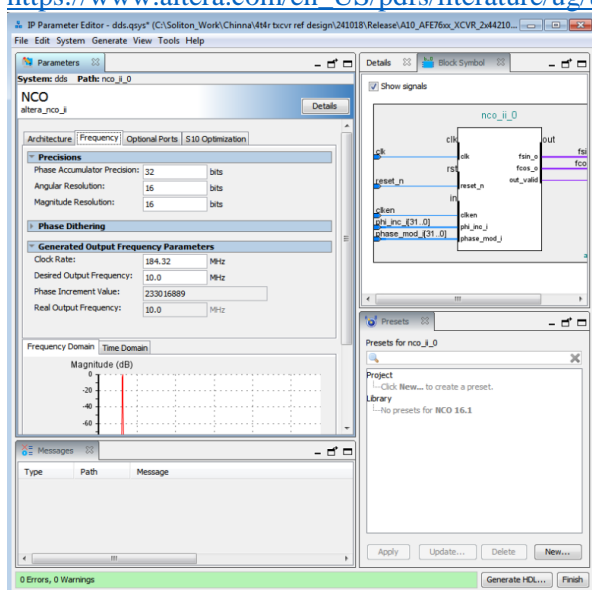 https://www.altera.com/en_US/pdfs/literature/ug/
IP Parameter Editor - dds.qsys* (C:\Soliton_Work\Chinna\4t4r txcvr ref design\241018\Release\A10_AFE76xx_XCVR_2x44210...
File Edit System Generate View Tools Help
Parameters
System: dds Path: nco_ii_0
NCO
altera_nco_ii
Details
Architecture Frequency Optional Ports S10 Optimization
Precisions
Phase Accumulator Precision: 32 bits
Angular Resolution: 16 bits
Magnitude Resolution: 16 bits
Phase Dithering
Generated Output Frequency Parameters
Clock Rate: 184.32 MHz
Desired Output Frequency: 10.0 MHz
Phase Increment Value: 233016889
Real Output Frequency: 10.0 MHz
Frequency Domain Time Domain
Magnitude (dB)
0
-20
-40
-60
Messages
Type Path Message
0 Errors, 0 Warnings
Details Block Symbol
Show signals
nco_ii_0
clk out
clk clk fsin_o fsi
rst fcos_o fco
reset_n reset_n out_valid
in
clken clken
phi_inc_i[31..0] phi_inc_i
phase_mod_i[31..0] phase_mod_i
Presets
Presets for nco_ii_0
Project
Click New... to create a preset.
Library
No presets for NCO 16.1
Apply Update... Delete New...
Generate HDL... Finish